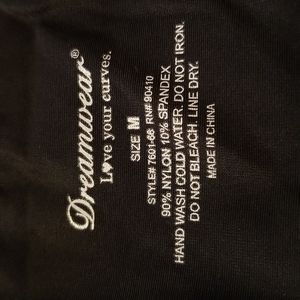 Dreamwear®
Love your curves.
SIZE M
STYLE# 7601-68 RN# 90410
90% NYLON 10% SPANDEX
HAND WASH COLD WATER. DO NOT IRON.
DO NOT BLEACH. LINE DRY.
MADE IN CHINA